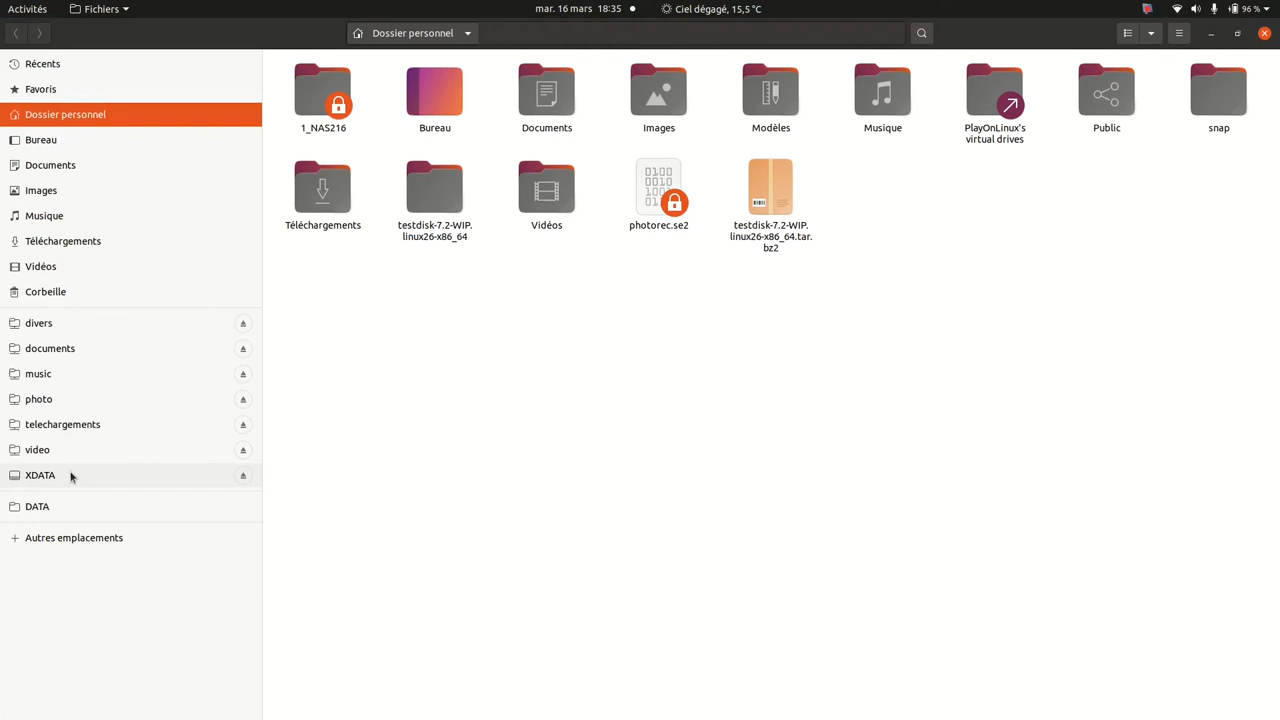 Activités
Fichiers
mar. 16 mars 18:35
Ciel dégagé, 15,5 °C
96 %
Dossier personnel
Récents
Favoris
Dossier personnel
Bureau
Documents
Images
Musique
Téléchargements
Vidéos
Corbeille
divers
documents
music
photo
telechargements
video
XDATA
DATA
Autres emplacements
1_NAS216
Bureau
Documents
Images
Modèles
Musique
PlayOnLinux's
virtual drives
Public
snap
Téléchargements
testdisk-7.2-WIP.
linux26-x86_64
Vidéos
photorec.se2
testdisk-7.2-WIP.
linux26-x86_64.tar.
bz2